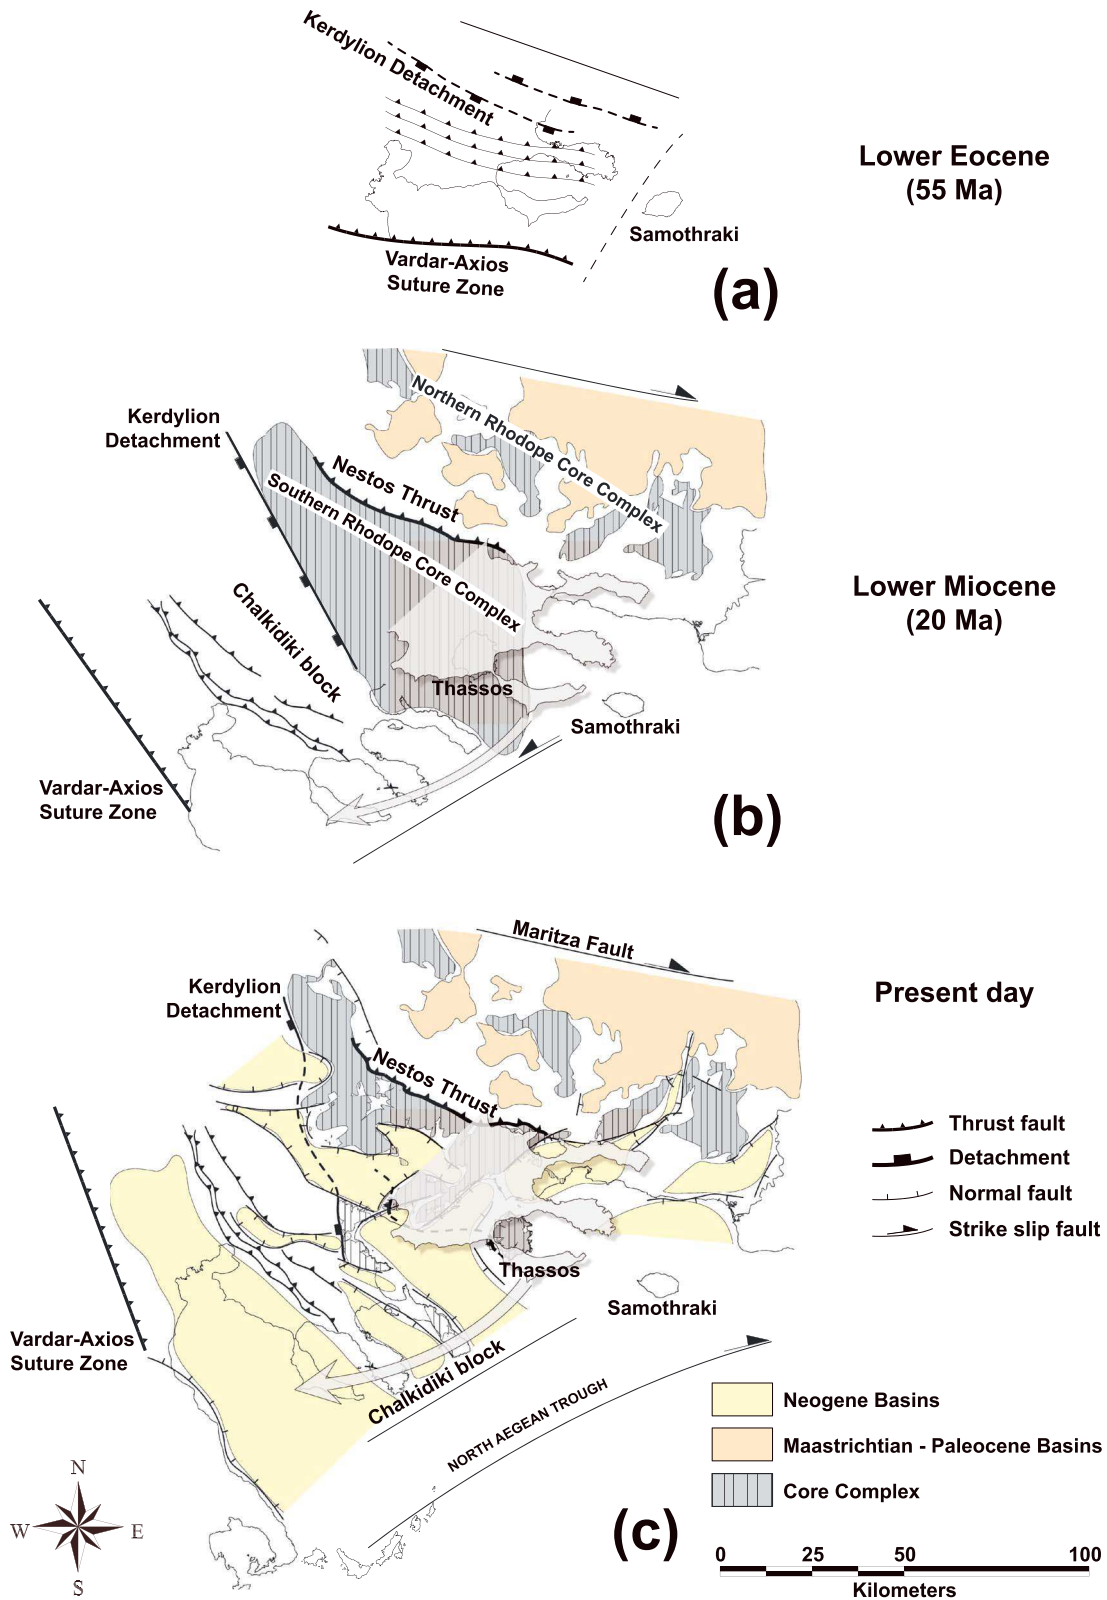 Kerdylion Detachment
Lower Eocene
(55 Ma)
Samothraki
Vardar-Axios
Suture Zone
(a)
Kerdylion
Detachment
Northern Rhodope Core Complex
Nestos Thrust
Southern Rhodope Core Complex
Lower Miocene
(20 Ma)
Chalkidiki block
Thassos
Samothraki
Vardar-Axios
Suture Zone
(b)
Maritza Fault
Kerdylion
Detachment
Present day
Nestos Thrust
Thrust fault
Detachment
Normal fault
Strike slip fault
Thassos
Samothraki
Vardar-Axios
Suture Zone
Chalkidiki block
NORTH AEGEAN TROUGH
Neogene Basins
Maastrichtian - Paleocene Basins
Core Complex
N
W E
S
(c)
0 25 50 100
Kilometers